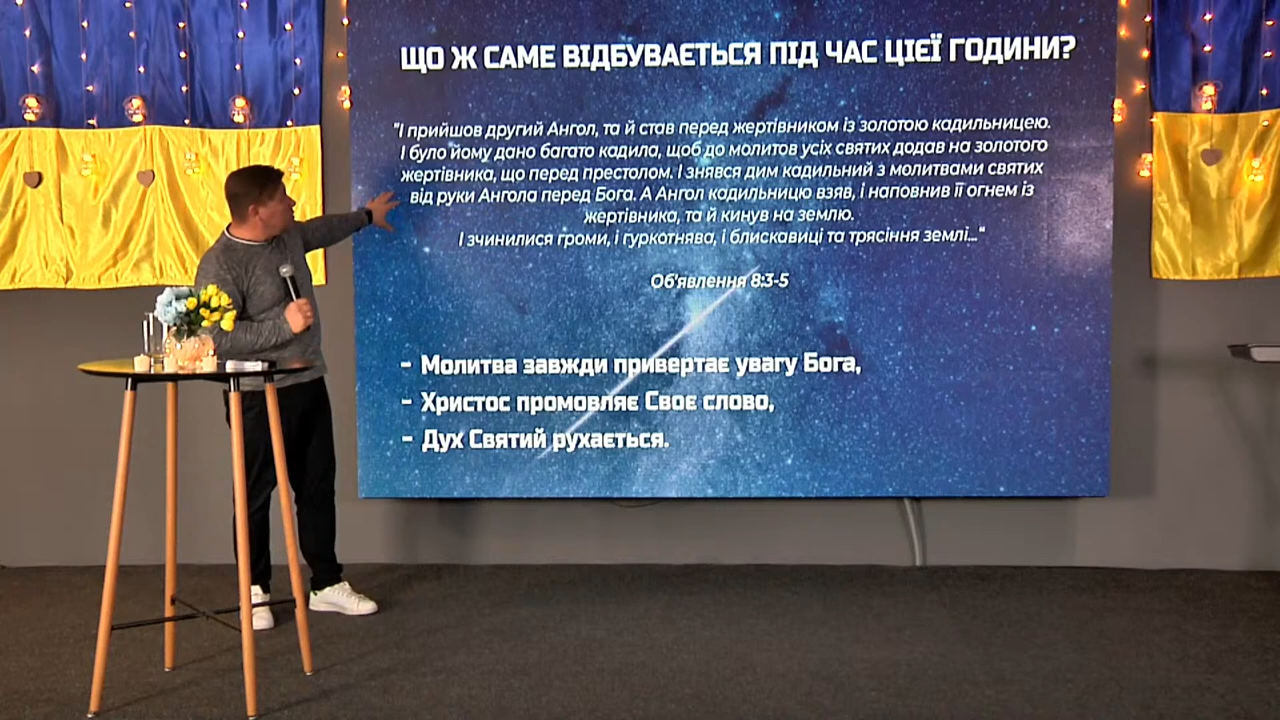 ЩО Ж САМЕ ВІДБУВАЄТЬСЯ ПІД ЧАС ЦІЄЇ ГОДИНИ?
"І прийшов другий Ангол, та й став перед жертівником із золотою кадильницею.
І було йому дано багато кадила, щоб до молитов усіх святих додав на золотого
жертівника, що перед престолом. І знявся дим кадильний з молитвами святих
від руки Ангола перед Бога. А Ангол кадильницю взяв, і наповнив її огнем із
жертівника, та й кинув на землю.
І зчинилися громи, і гуркотнява, і блискавиці та трясіння землі..."
Об'явлення 8:3-5
- Молитва завжди привертає увагу Бога,
- Христос промовляє Своє слово,
- Дух Святий рухається.